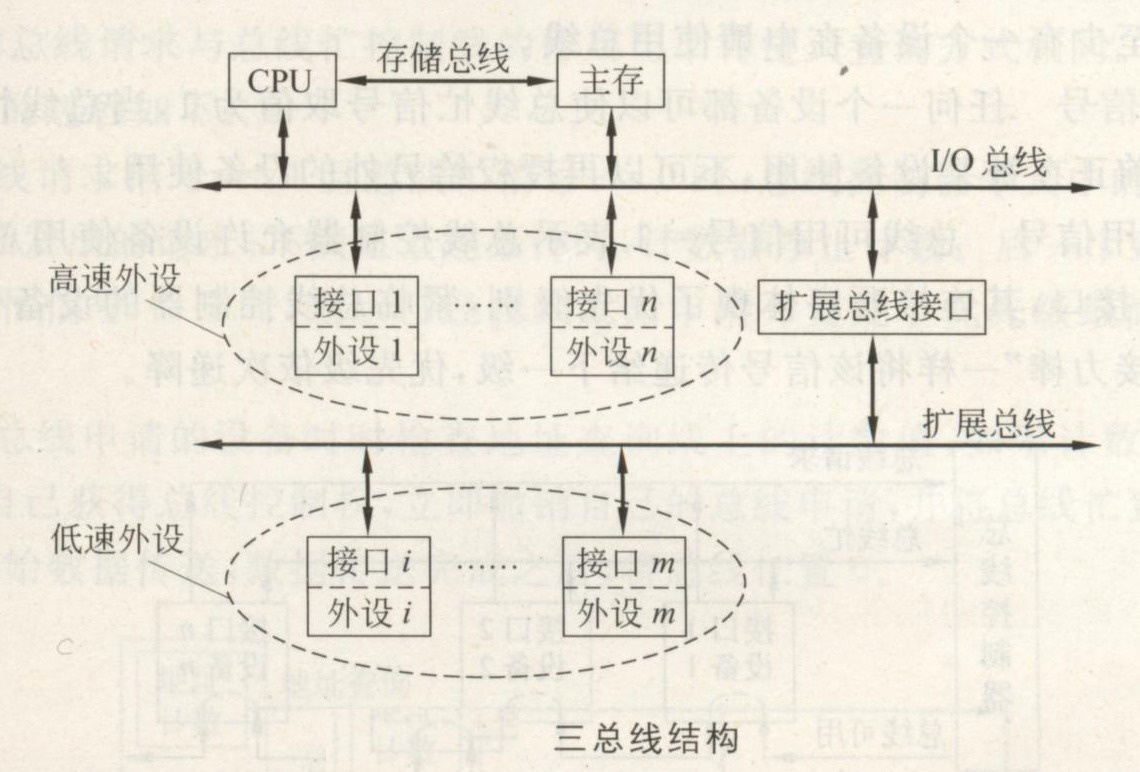 CPU 存储总线 主存
I/O 总线
高速外设
接口 1 …… 接口 n 扩展总线接口
外设 1 外设 n
扩展总线
低速外设
接口 i …… 接口 m
外设 i 外设 m
三总线结构